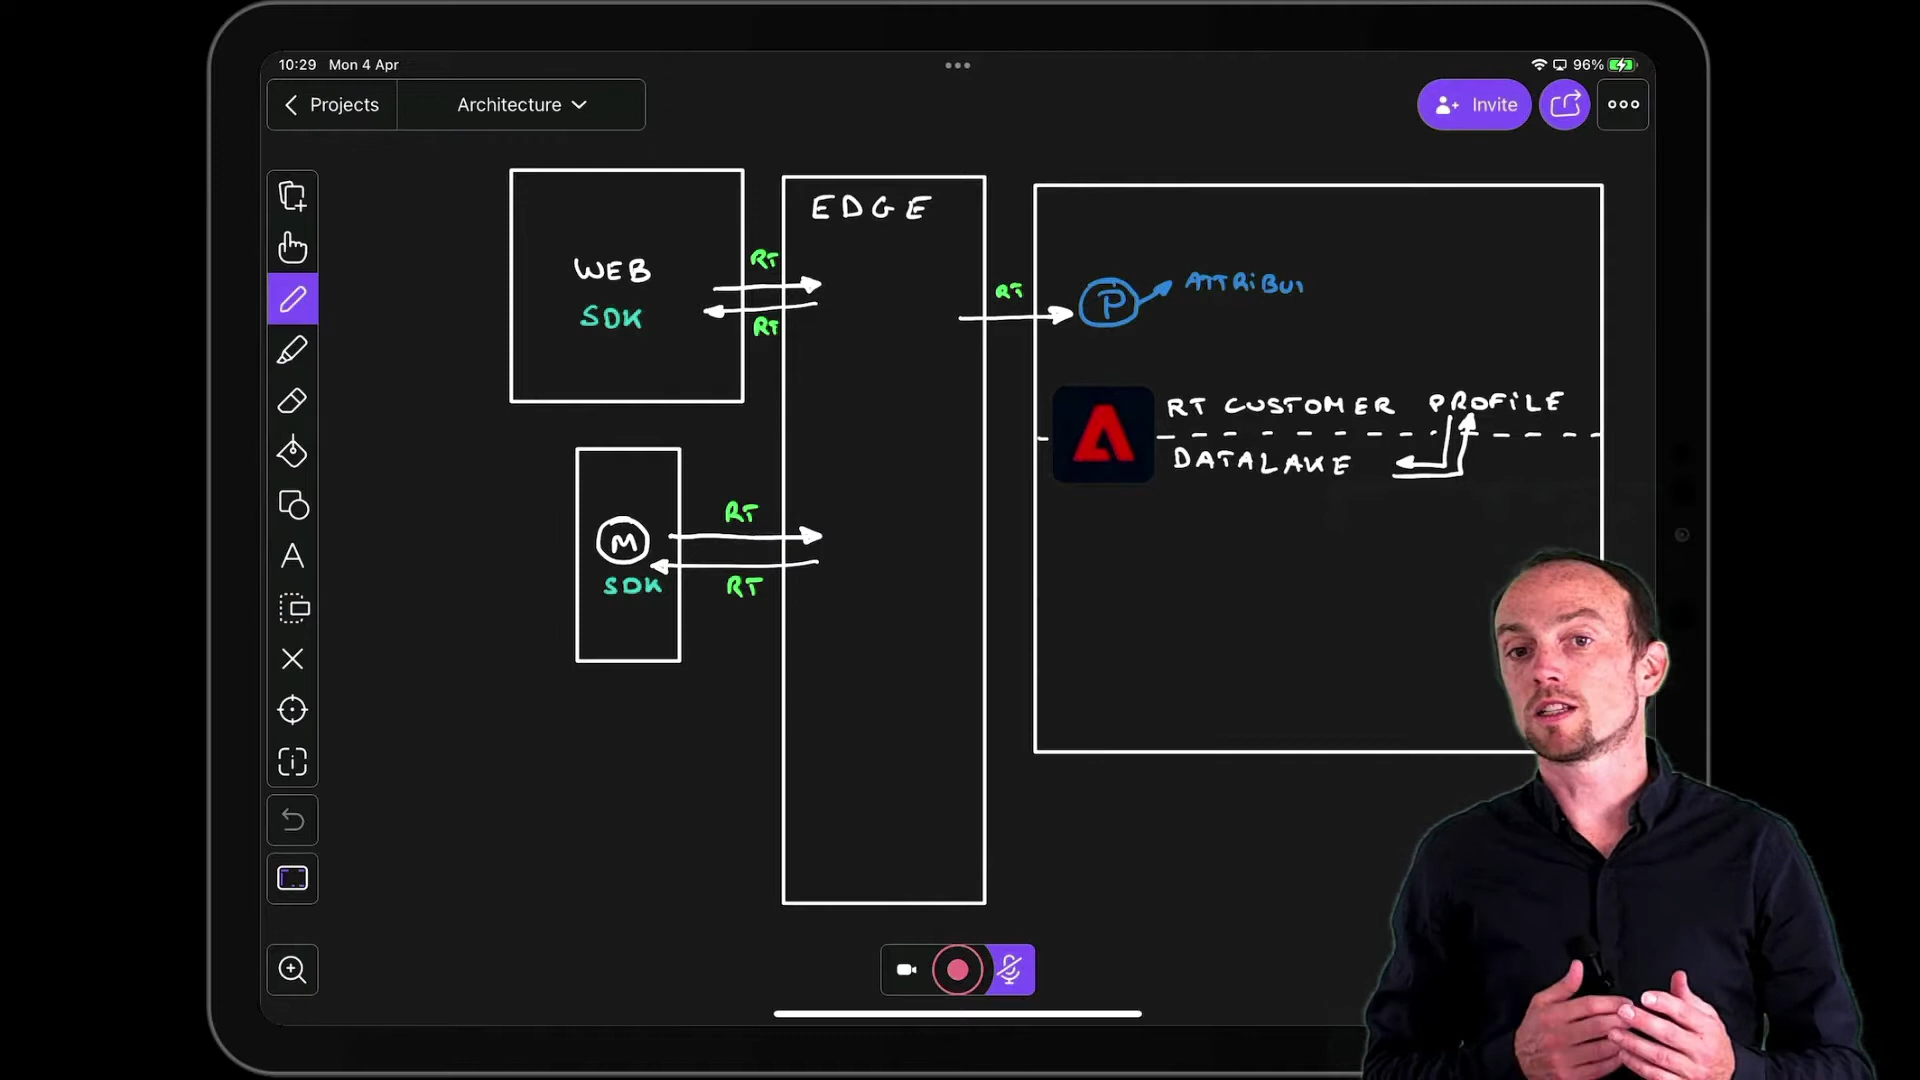 10:29 Mon 4 Apr
96%
Projects
Architecture
Invite
EDGE
WEB
SDK
RT
RT
RT
P
ATTRIBUI
RT CUSTOMER PROFILE
DATALAKE
M
SDK
RT
RT
A